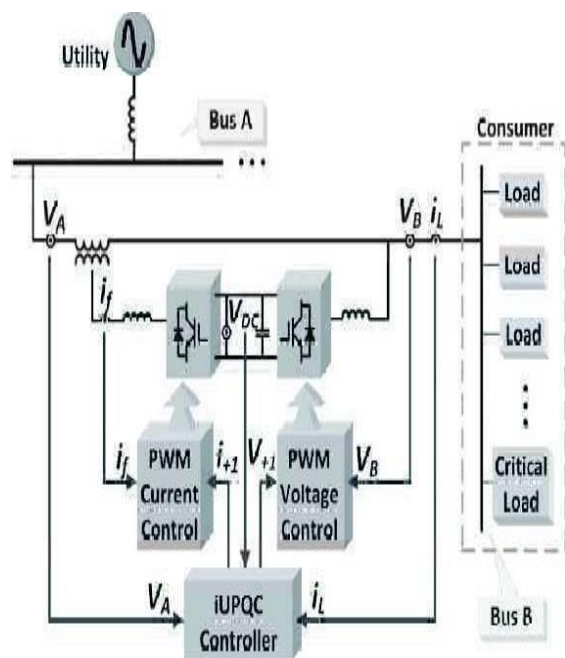 Utility
Bus A
Consumer
V_A
V_B i_L
Load
Load
Load
Critical
Load
i_f
V_DC
i_f
PWM
Current
Control
i_+1
V_+1
PWM
Voltage
Control
V_B
V_A
iUPQC
Controller
i_L
Bus B